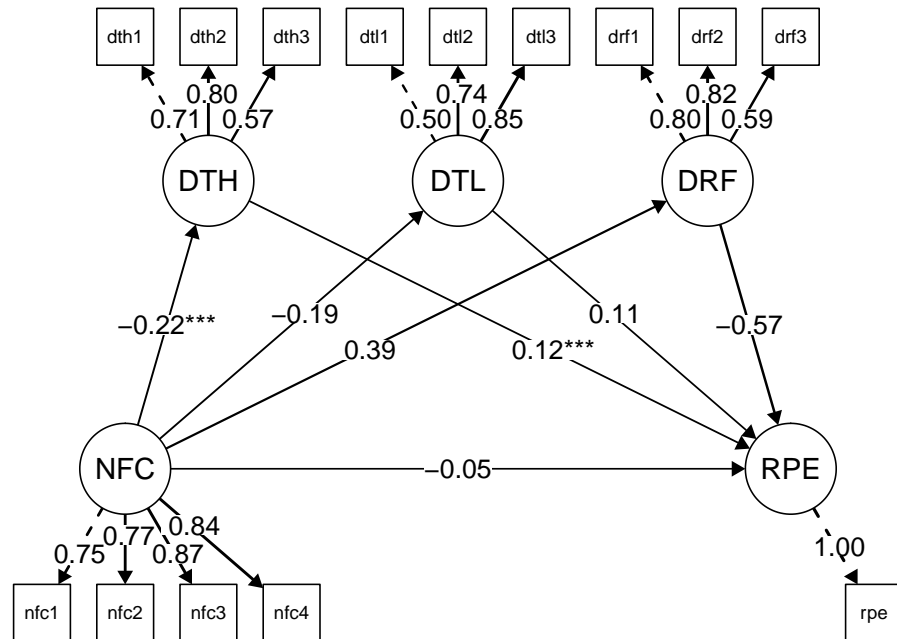 dth1 dth2 dth3 dtl1 dtl2 dtl3 drf1 drf2 drf3
0.71 0.80 0.57 0.50 0.74 0.85 0.80 0.82 0.59
DTH DTL DRF
−0.22*** −0.19 0.39 0.12*** 0.11 −0.57
NFC −0.05 RPE
0.75 0.77 0.87 0.84 1.00
nfc1 nfc2 nfc3 nfc4 rpe